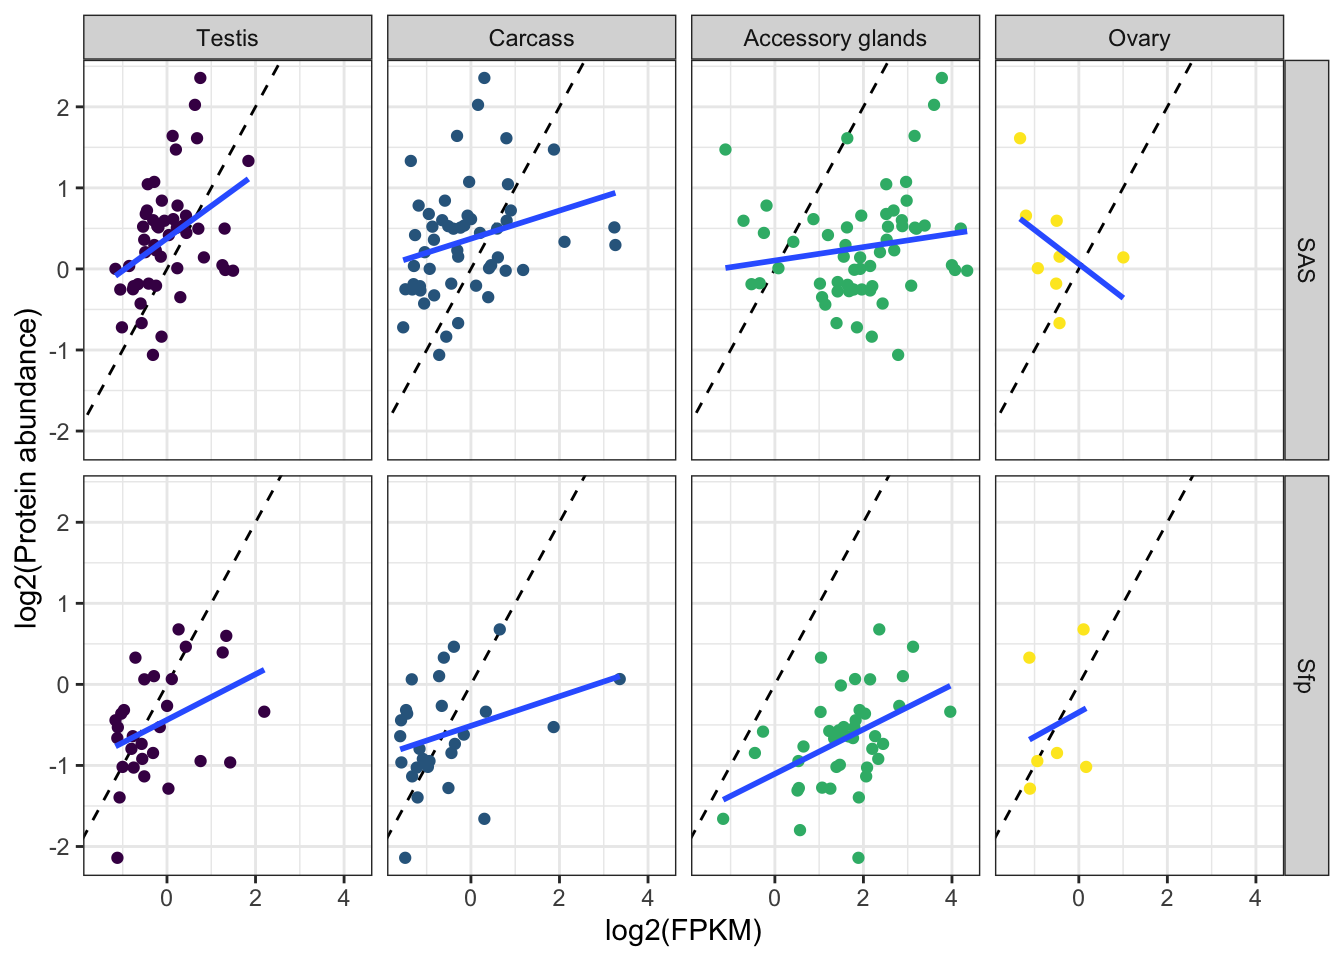 Testis Carcass Accessory glands Ovary
2
1
0
-1
-2
SAS
log2(Protein abundance)
2
1
0
-1
-2
Sfp
0 2 4 0 2 4 0 2 4 0 2 4
log2(FPKM)